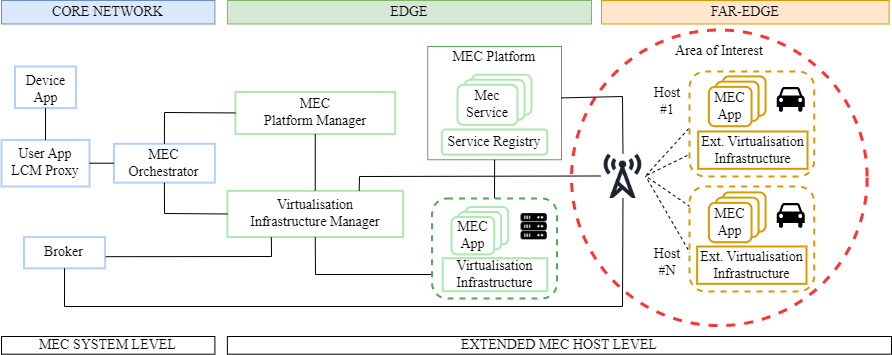 CORE NETWORK
EDGE
FAR-EDGE
Device
App
User App
LCM Proxy
MEC
Orchestrator
Broker
MEC
Platform Manager
Virtualisation
Infrastructure Manager
MEC Platform
Mec
Service
Service Registry
MEC
App
Virtualisation
Infrastructure
Area of Interest
Host
#1
MEC
App
Ext. Virtualisation
Infrastructure
MEC
App
Host
#N
Ext. Virtualisation
Infrastructure
MEC SYSTEM LEVEL
EXTENDED MEC HOST LEVEL